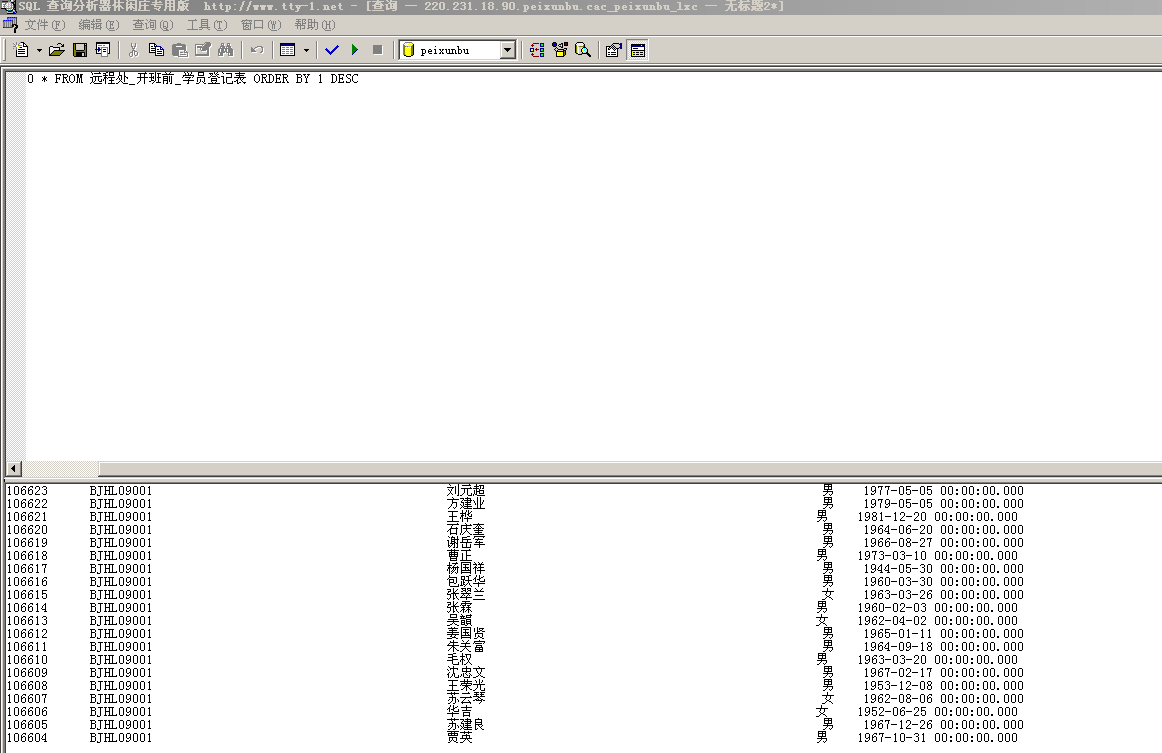 SQL 查询分析器休闲庄专用版 http://www.tty-1.net - [查询 — 220.231.18.90.peixunbu.cac_peixunbu_lxc — 无标题2*]
文件(F) 编辑(E) 查询(Q) 工具(T) 窗口(W) 帮助(H)
peixunbu
0 * FROM 远程处_开班前_学员登记表 ORDER BY 1 DESC
106623 BJHL09001 刘元超 男 1977-05-05 00:00:00.000
106622 BJHL09001 方建业 男 1979-05-05 00:00:00.000
106621 BJHL09001 王桦 男 1981-12-20 00:00:00.000
106620 BJHL09001 石庆奎 男 1964-06-20 00:00:00.000
106619 BJHL09001 谢岳军 男 1966-08-27 00:00:00.000
106618 BJHL09001 曹正 男 1973-03-10 00:00:00.000
106617 BJHL09001 杨国祥 男 1944-05-30 00:00:00.000
106616 BJHL09001 包跃华 男 1960-03-30 00:00:00.000
106615 BJHL09001 张翠兰 女 1963-03-26 00:00:00.000
106614 BJHL09001 张霖 男 1960-02-03 00:00:00.000
106613 BJHL09001 吴韻 女 1962-04-02 00:00:00.000
106612 BJHL09001 姜国贤 男 1965-01-11 00:00:00.000
106611 BJHL09001 朱关富 男 1964-09-18 00:00:00.000
106610 BJHL09001 毛权 男 1963-03-20 00:00:00.000
106609 BJHL09001 沈忠文 男 1967-02-17 00:00:00.000
106608 BJHL09001 王荣光 男 1953-12-08 00:00:00.000
106607 BJHL09001 苏云琴 女 1962-08-06 00:00:00.000
106606 BJHL09001 华吉 女 1952-06-25 00:00:00.000
106605 BJHL09001 苏建良 男 1967-12-26 00:00:00.000
106604 BJHL09001 贾英 男 1967-10-31 00:00:00.000